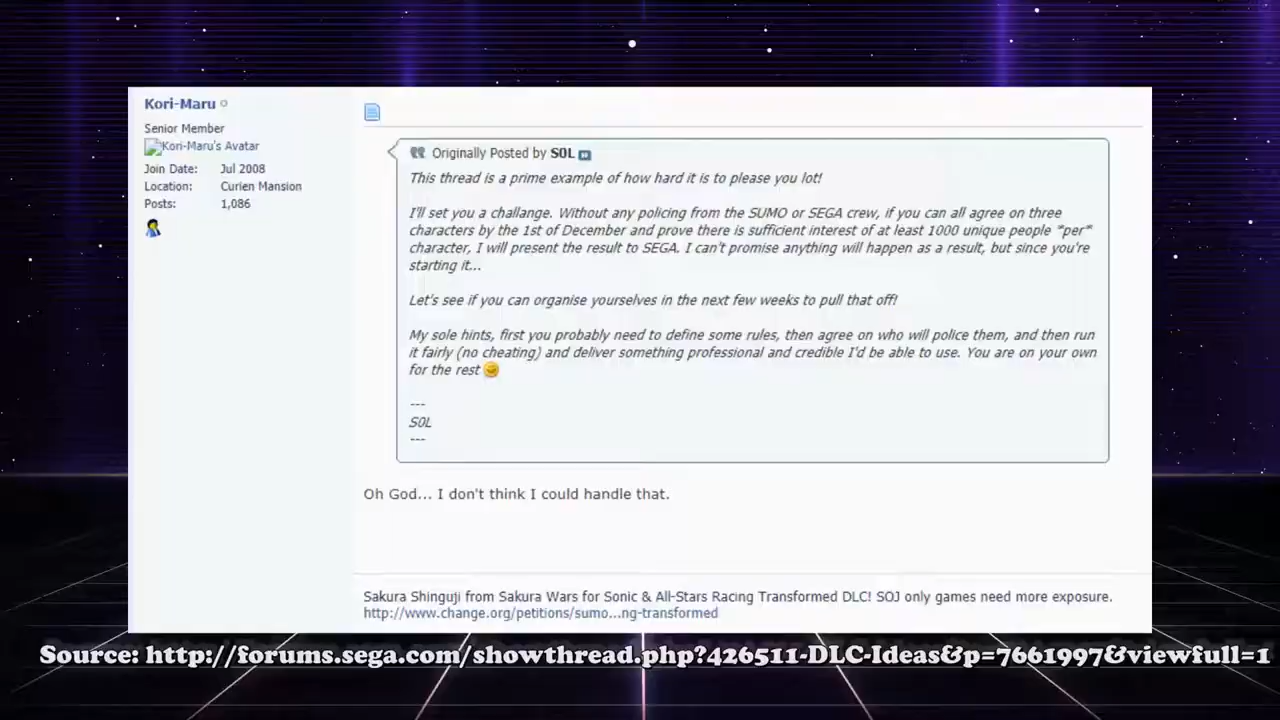 Kori-Maru
Senior Member
Kori-Maru's Avatar
Join Date: Jul 2008
Location: Curien Mansion
Posts: 1,086
Originally Posted by S0L
This thread is a prime example of how hard it is to please you lot!
I'll set you a challange. Without any policing from the SUMO or SEGA crew, if you can all agree on three
characters by the 1st of December and prove there is sufficient interest of at least 1000 unique people *per*
character, I will present the result to SEGA. I can't promise anything will happen as a result, but since you're
starting it...
Let's see if you can organise yourselves in the next few weeks to pull that off!
My sole hints, first you probably need to define some rules, then agree on who will police them, and then run
it fairly (no cheating) and deliver something professional and credible I'd be able to use. You are on your own
for the rest
---
S0L
---
Oh God... I don't think I could handle that.
Sakura Shinguji from Sakura Wars for Sonic & All-Stars Racing Transformed DLC! SOJ only games need more exposure.
http://www.change.org/petitions/sumo...ng-transformed
Source: http://forums.sega.com/showthread.php?426511-DLC-Ideas&p=7661997&viewfull=1